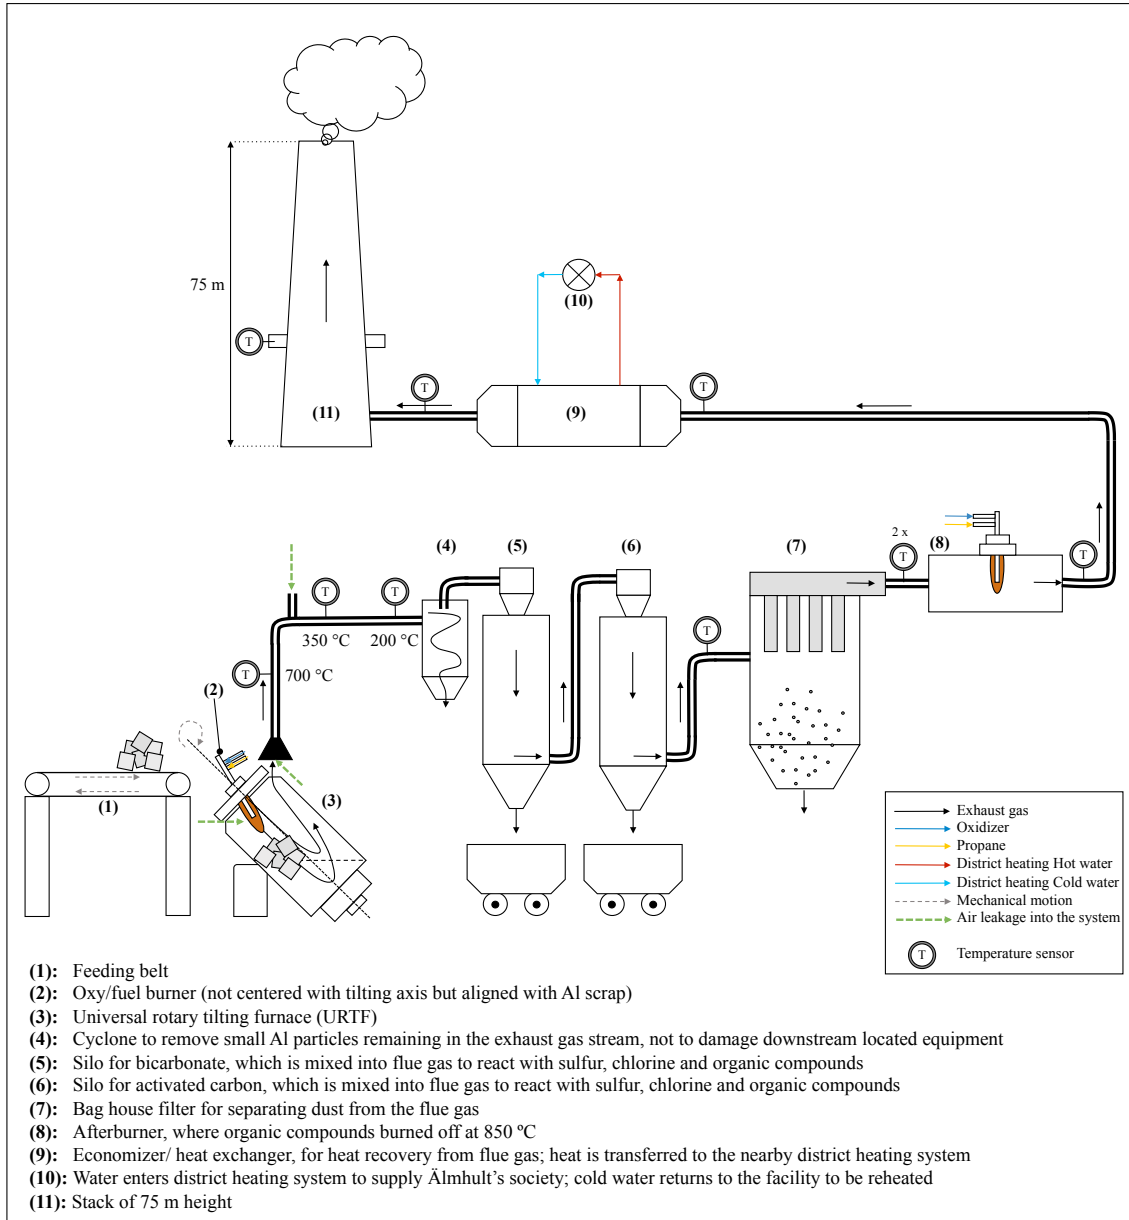 75 m
T
(10)
T
T
(11)
(9)
2 x
T
(8)
T
(4)
(5)
(6)
(7)
T
T
350 °C
200 °C
T
T
700 °C
(2)
(1)
(3)
Exhaust gas
Oxidizer
Propane
District heating Hot water
District heating Cold water
Mechanical motion
Air leakage into the system
T
Temperature sensor
(1): Feeding belt
(2): Oxy/fuel burner (not centered with tilting axis but aligned with Al scrap)
(3): Universal rotary tilting furnace (URTF)
(4): Cyclone to remove small Al particles remaining in the exhaust gas stream, not to damage downstream located equipment
(5): Silo for bicarbonate, which is mixed into flue gas to react with sulfur, chlorine and organic compounds
(6): Silo for activated carbon, which is mixed into flue gas to react with sulfur, chlorine and organic compounds
(7): Bag house filter for separating dust from the flue gas
(8): Afterburner, where organic compounds burned off at 850 ºC
(9): Economizer/ heat exchanger, for heat recovery from flue gas; heat is transferred to the nearby district heating system
(10): Water enters district heating system to supply Älmhult’s society; cold water returns to the facility to be reheated
(11): Stack of 75 m height